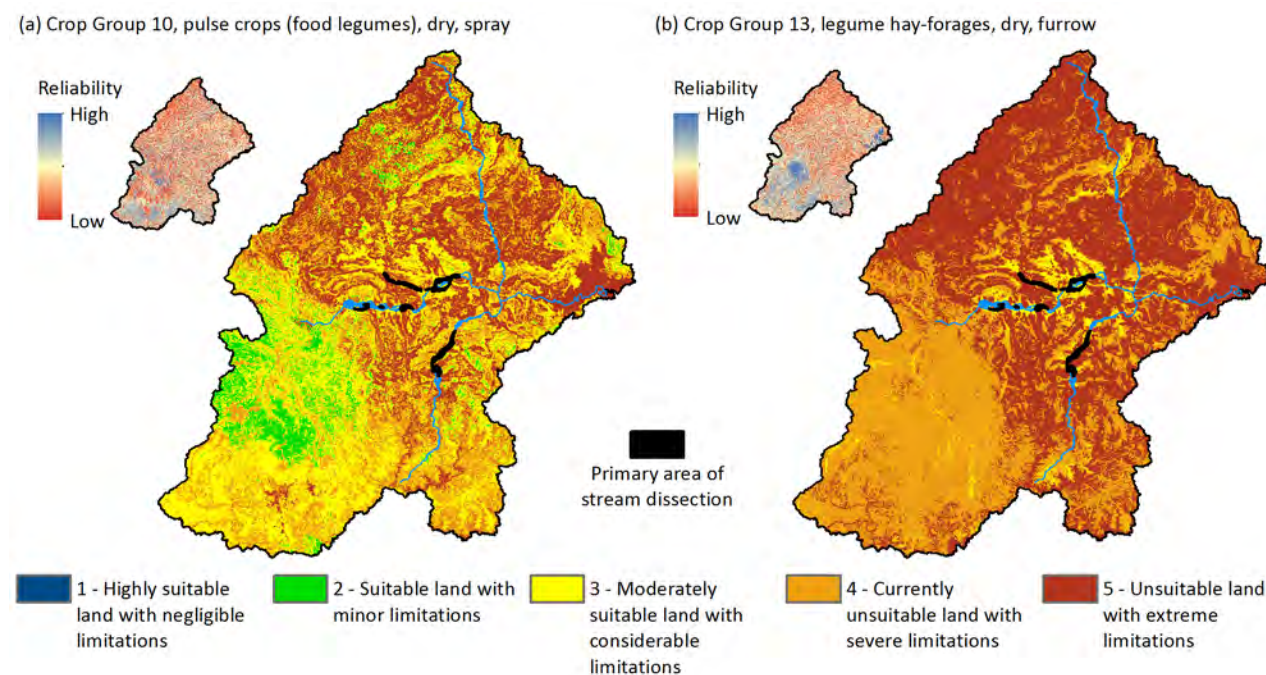 (a) Crop Group 10, pulse crops (food legumes), dry, spray
(b) Crop Group 13, legume hay-forages, dry, furrow
Reliability
High
Low
Reliability
High
Low
Primary area of
stream dissection
1 - Highly suitable
land with negligible
limitations
2 - Suitable land with
minor limitations
3 - Moderately
suitable land with
considerable
limitations
4 - Currently
unsuitable land with
severe limitations
5 - Unsuitable land
with extreme
limitations